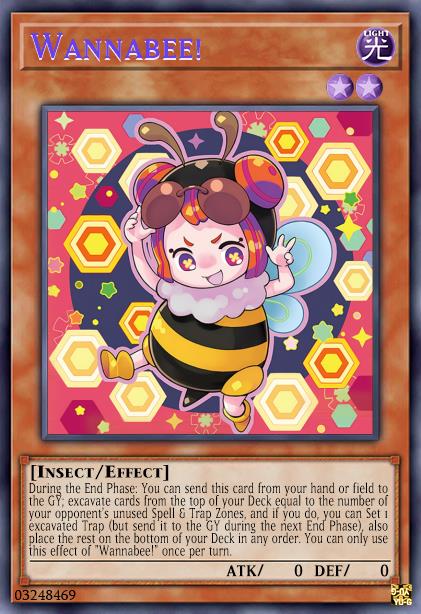 WANNABEE!
LIGHT
光
[INSECT/EFFECT]
During the End Phase: You can send this card from your hand or field to
the GY; excavate cards from the top of your Deck equal to the number of
your opponent's unused Spell & Trap Zones, and if you do, you can Set 1
excavated Trap (but send it to the GY during the next End Phase), also
place the rest on the bottom of your Deck in any order. You can only use
this effect of "Wannabee!" once per turn.
ATK/ 0 DEF/ 0
03248469